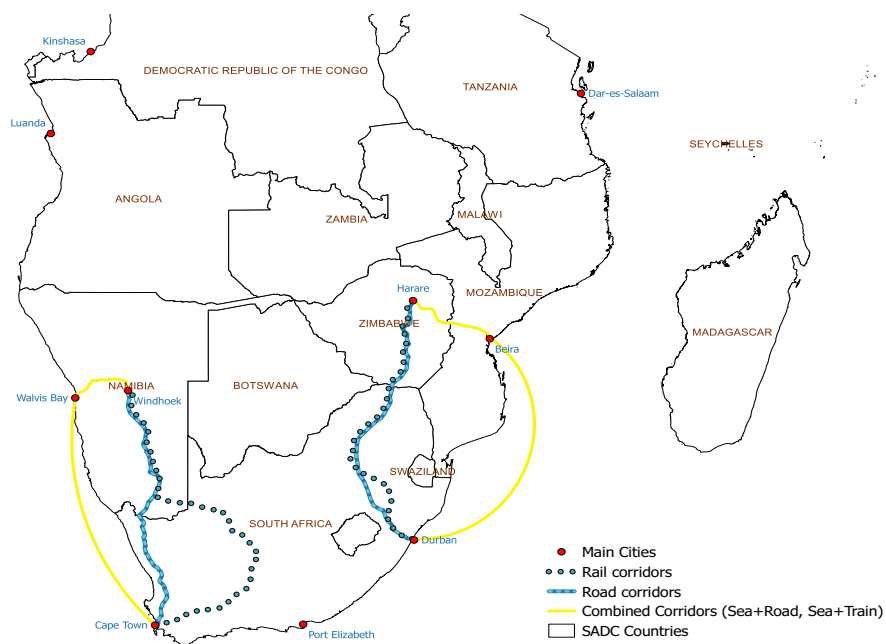 Kinshasa
DEMOCRATIC REPUBLIC OF THE CONGO
TANZANIA
Dar-es-Salaam
Luanda
SEYCHELLES
ANGOLA
ZAMBIA
MALAWI
Harare
MOZAMBIQUE
ZIMBABWE
MADAGASCAR
Beira
NAMIBIA
BOTSWANA
Walvis Bay
Windhoek
SWAZILAND
SOUTH AFRICA
Durban
Cape Town
Port Elizabeth
Main Cities
Rail corridors
Road corridors
Combined Corridors (Sea+Road, Sea+Train)
SADC Countries